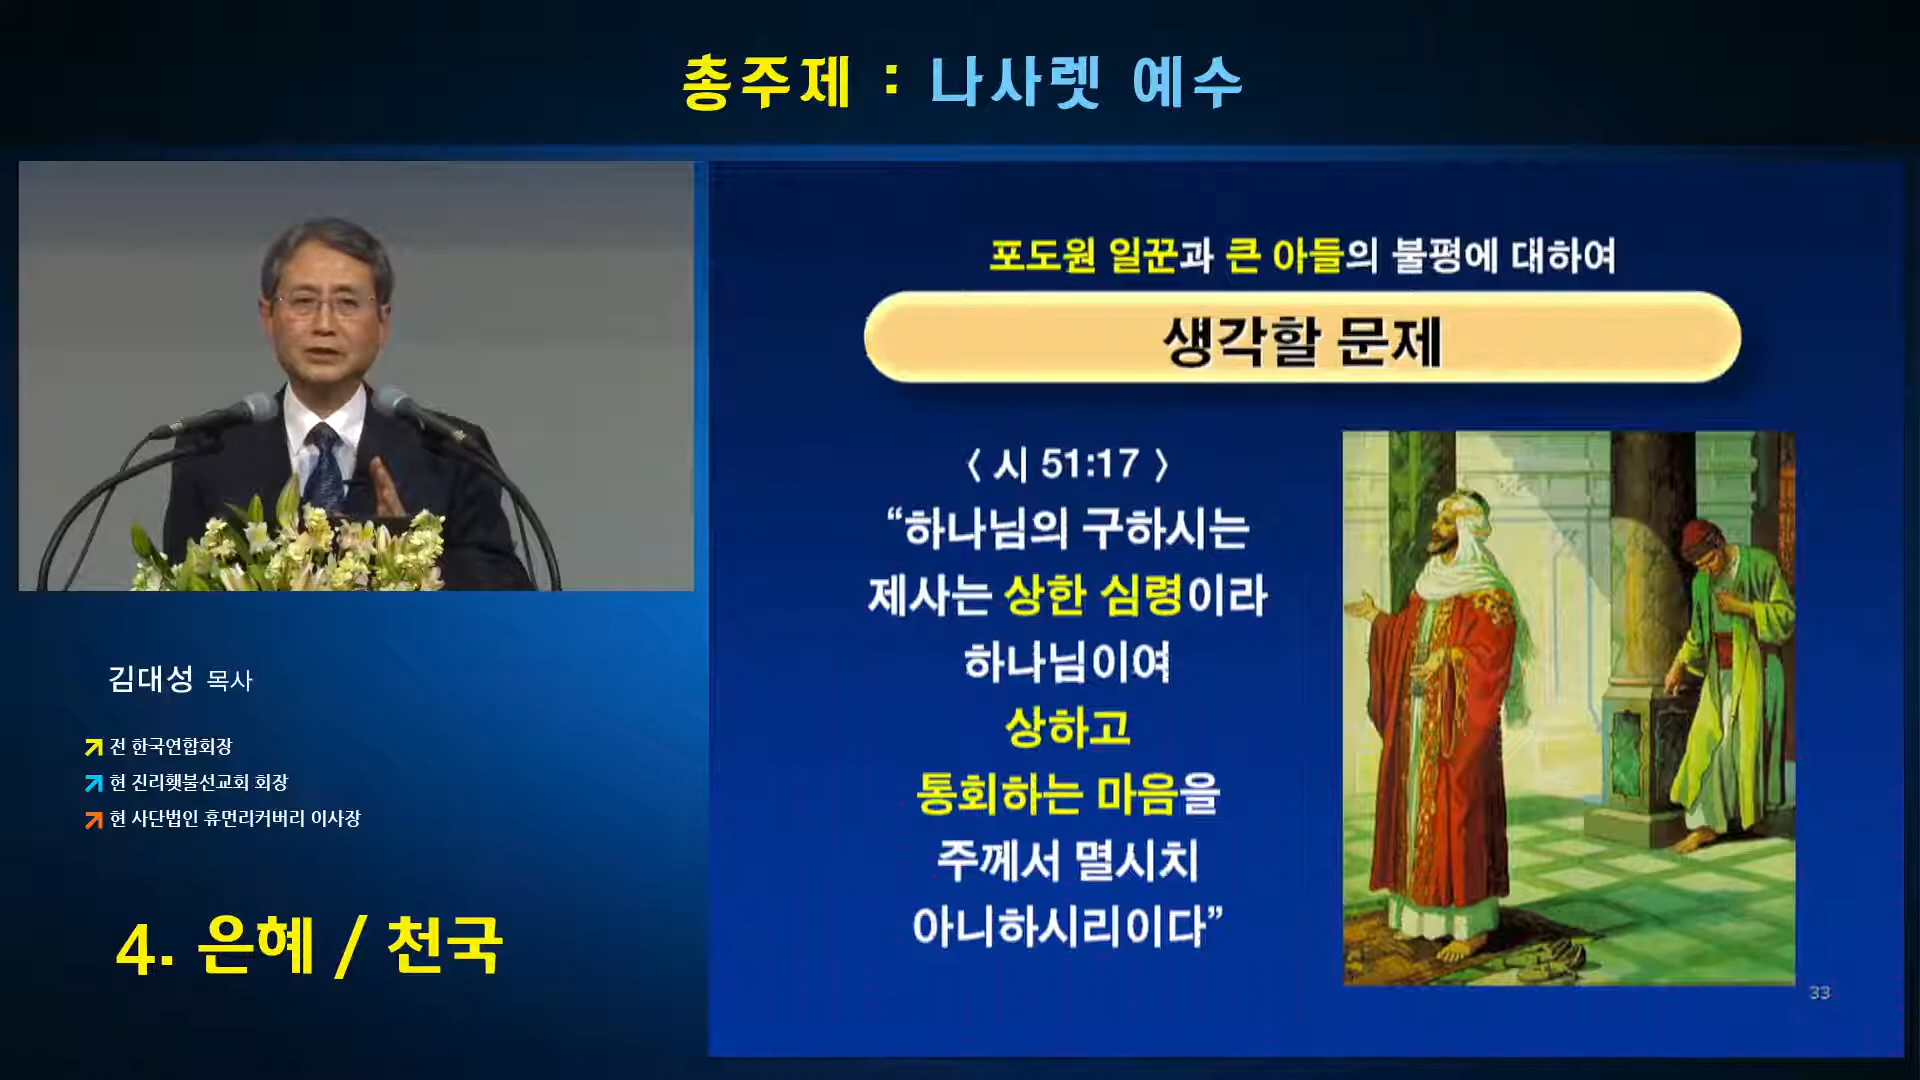 총주제 : 나사렛 예수
김대성 목사
전 한국연합회장
현 진리횃불선교회 회장
현 사단법인 휴먼리커버리 이사장
4. 은혜 / 천국
포도원 일꾼과 큰 아들의 불평에 대하여
생각할 문제
< 시 51:17 >
“하나님의 구하시는
제사는 상한 심령이라
하나님이여
상하고
통회하는 마음을
주께서 멸시치
아니하시리이다”
33